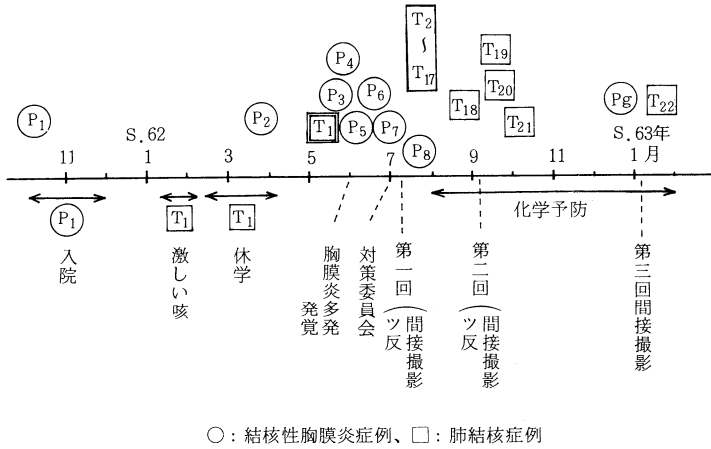 T2
〜
T17
P4
T19
P3
P6
T20
P1
P2
T1
P5
P7
T18
T21
P8
Pg
T22
S.62
S.63年
11
1
3
5
7
9
11
1月
P1
T1
T1
入院
激しい咳
休学
胸膜炎多発
発覚
対策委員会
第一回(間接撮影
ツ反
第二回(間接撮影
ツ反
化学予防
第三回間接撮影
○：結核性胸膜炎症例、□：肺結核症例